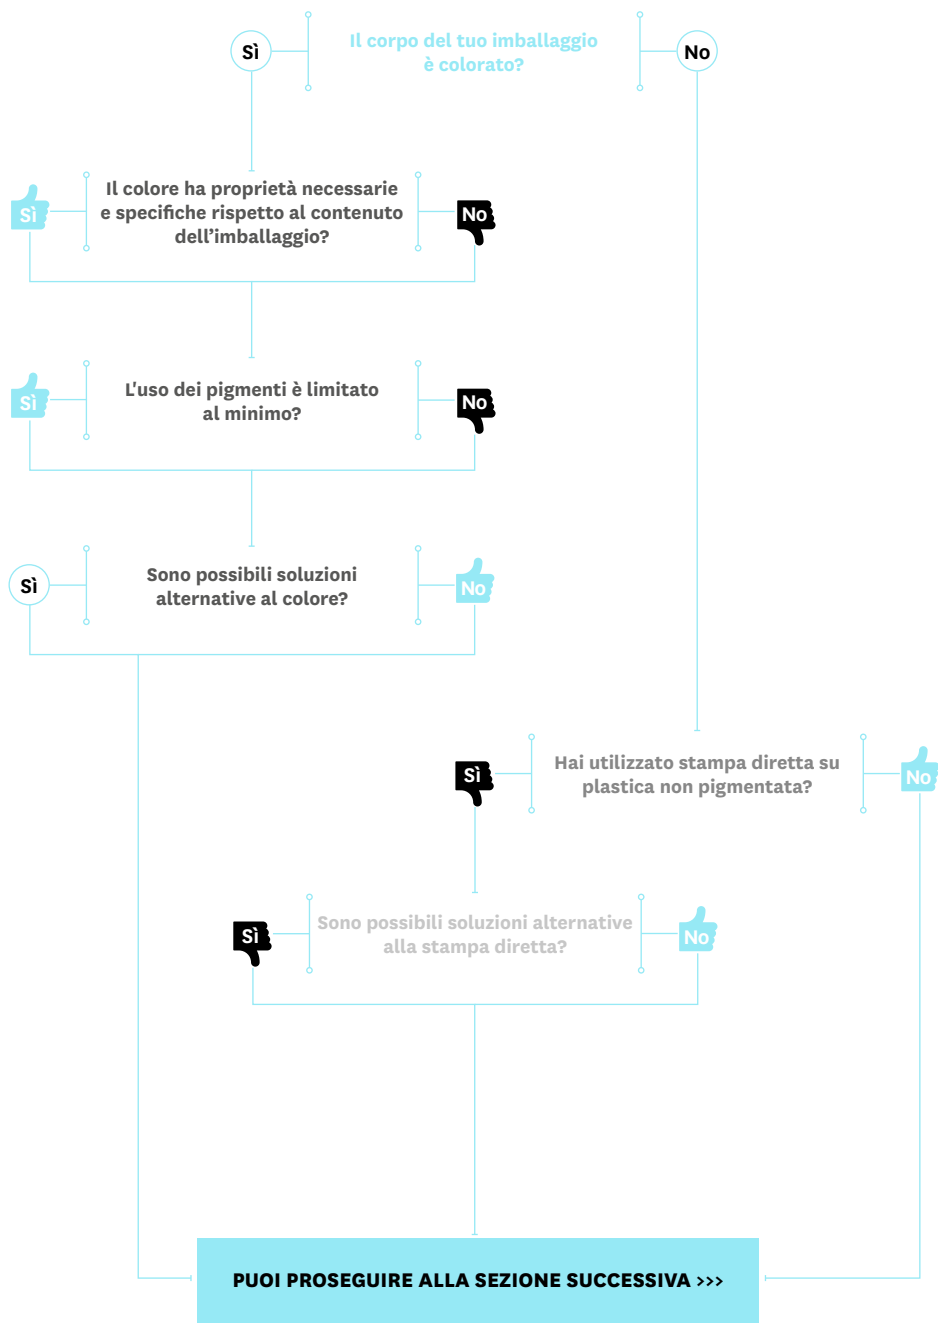 Sì
Il corpo del tuo imballaggio
è colorato?
No
Sì
Il colore ha proprietà necessarie
e specifiche rispetto al contenuto
dell’imballaggio?
No
Sì
L'uso dei pigmenti è limitato
al minimo?
No
Sì
Sono possibili soluzioni
alternative al colore?
No
Sì
Hai utilizzato stampa diretta su
plastica non pigmentata?
No
Sì
Sono possibili soluzioni alternative
alla stampa diretta?
No
PUOI PROSEGUIRE ALLA SEZIONE SUCCESSIVA >>>